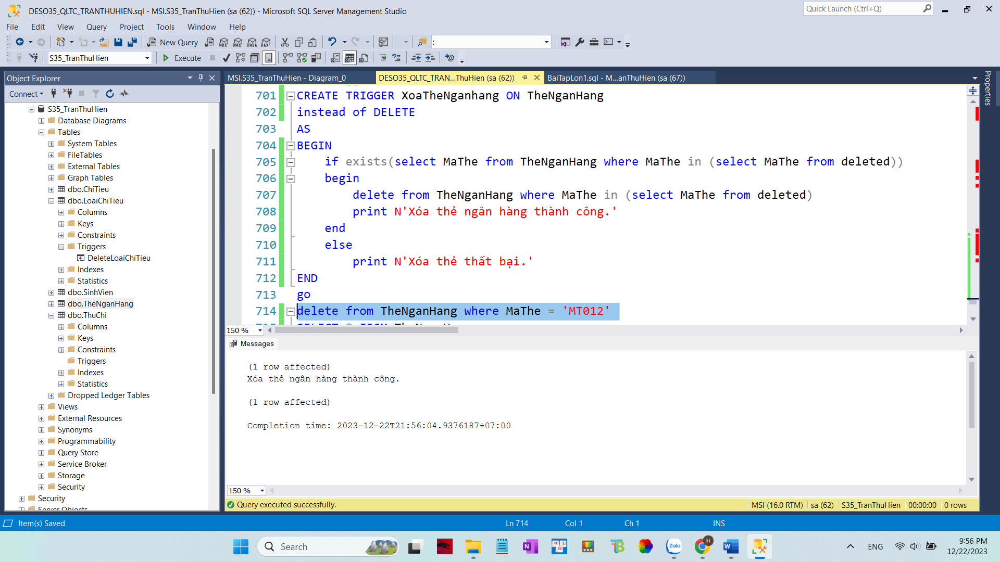 DESO35_QLTC_TRANTHUHIEN.sql - MSI.S35_TranThuHien (sa (62)) - Microsoft SQL Server Management Studio
Quick Launch (Ctrl+Q)
File Edit View Query Project Tools Window Help
New Query
MDX DMX XMLA DAX
:
S35_TranThuHien
Execute
Object Explorer
Connect
S35_TranThuHien
Database Diagrams
Tables
System Tables
FileTables
External Tables
Graph Tables
dbo.ChiTieu
dbo.LoaiChiTieu
Columns
Keys
Constraints
Triggers
DeleteLoaiChiTieu
Indexes
Statistics
dbo.SinhVien
dbo.TheNganHang
dbo.ThuChi
Columns
Keys
Constraints
Triggers
Indexes
Statistics
Dropped Ledger Tables
Views
External Resources
Synonyms
Programmability
Query Store
Service Broker
Storage
Security
Security
Server Objects
MSI.S35_TranThuHien - Diagram_0
DESO35_QLTC_TRAN...ThuHien (sa (62))
BaiTapLon1.sql - M...anThuHien (sa (67))
Properties
701 CREATE TRIGGER XoaTheNganhang ON TheNganHang
702 instead of DELETE
703 AS
704 BEGIN
705 if exists(select MaThe from TheNganHang where MaThe in (select MaThe from deleted))
706 begin
707 delete from TheNganHang where MaThe in (select MaThe from deleted)
708 print N'Xóa thẻ ngân hàng thành công.'
709 end
710 else
711 print N'Xóa thẻ thất bại.'
712 END
713 go
714 delete from TheNganHang where MaThe = 'MT012'
150 %
Messages
(1 row affected)
Xóa thẻ ngân hàng thành công.
(1 row affected)
Completion time: 2023-12-22T21:56:04.9376187+07:00
150 %
Query executed successfully.
MSI (16.0 RTM) sa (62) S35_TranThuHien 00:00:00 0 rows
Item(s) Saved
Ln 714 Col 1 Ch 1 INS
Search
Zalo
H
ENG
9:56 PM
12/22/2023